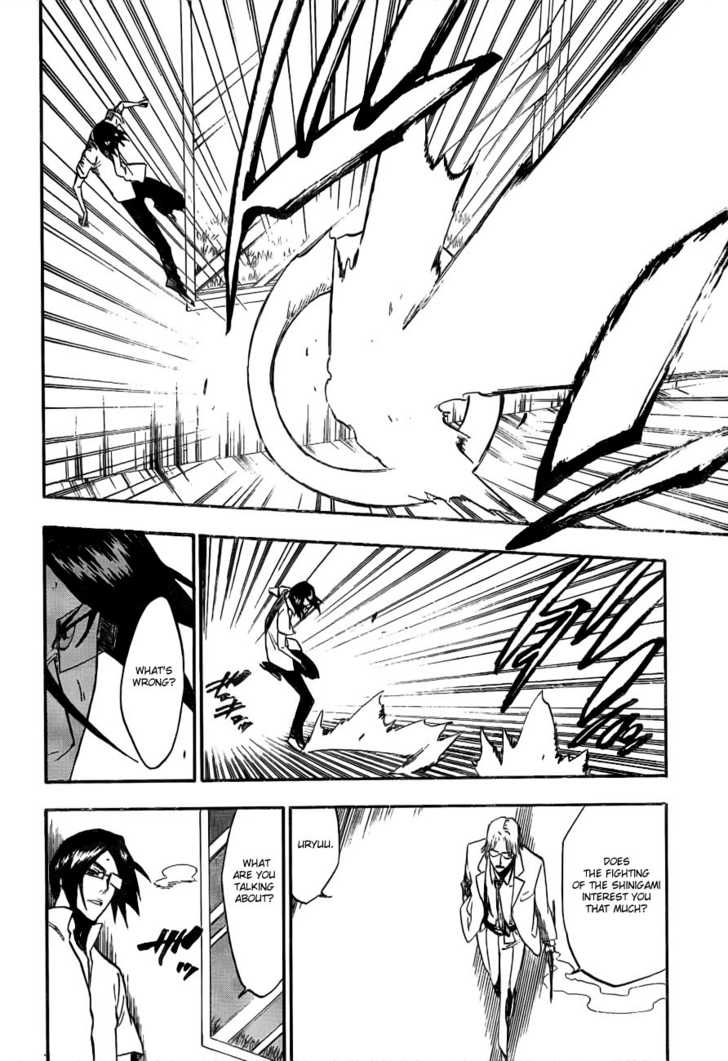 WHAT'S
WRONG?
DOES
THE FIGHTING
OF THE SHINIGAMI
INTEREST YOU
THAT MUCH?
URYUU.
WHAT
ARE YOU
TALKING
ABOUT?